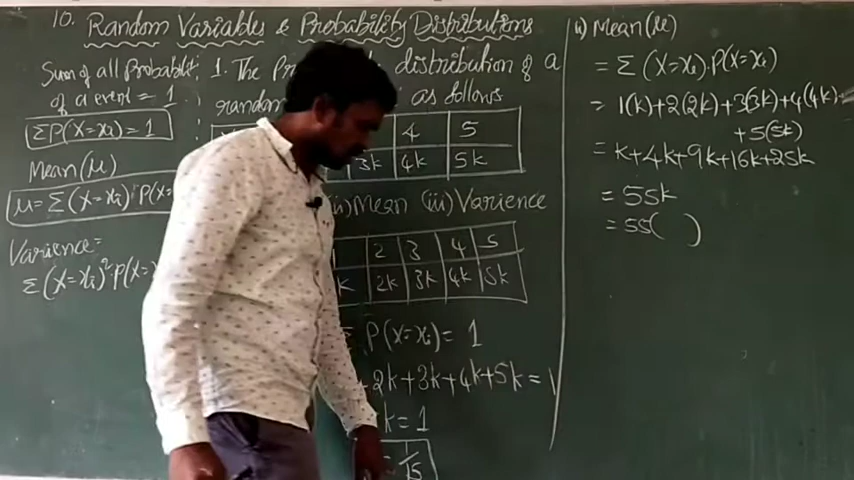 10. Random Variables & Probability Distributions
Sum of all Probabilit
of a event = 1
ΣP(X=xi)=1
Mean(μ)
μ=Σ(X=xi)P(X
Varience=
Σ(X=xi)²P(X=
1. The distribution of a
random as follows
4 5
3k 4k 5k
ii) Mean (iii) Varience
2 3 4 5
k 2k 3k 4k 5k
P(X=xi)=1
2k+3k+4k+5k=1
k=1
1/15
ii) Mean(μ)
= Σ(X=xi).P(X=xi)
= 1(k)+2(2k)+3(3k)+4(4k)
+5(5k)
= k+4k+9k+16k+25k
= 55k
= 55( )